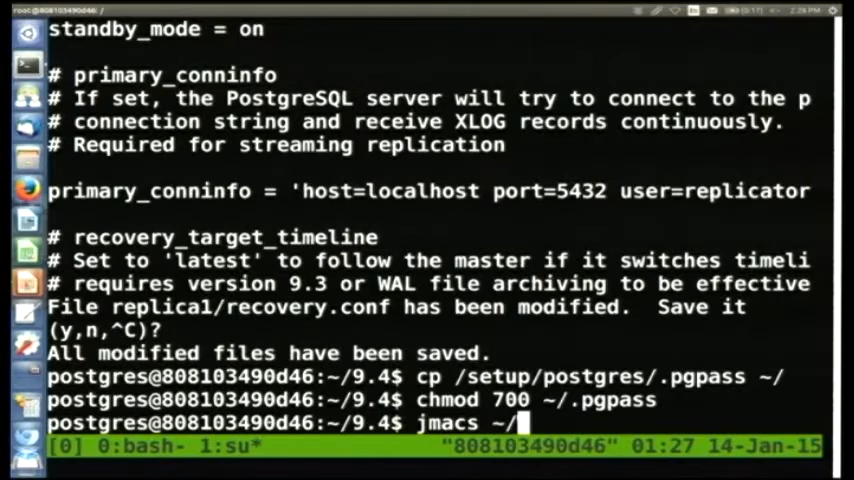 root@808103490d46: /
2:28 PM
standby_mode = on
# primary_conninfo
# If set, the PostgreSQL server will try to connect to the p
# connection string and receive XLOG records continuously.
# Required for streaming replication
primary_conninfo = 'host=localhost port=5432 user=replicator
# recovery_target_timeline
# Set to 'latest' to follow the master if it switches timeli
# requires version 9.3 or WAL file archiving to be effective
File replica1/recovery.conf has been modified.  Save it
(y,n,^C)?
All modified files have been saved.
postgres@808103490d46:~/9.4$ cp /setup/postgres/.pgpass ~/
postgres@808103490d46:~/9.4$ chmod 700 ~/.pgpass
postgres@808103490d46:~/9.4$ jmacs ~/
[0] 0:bash- 1:su* "808103490d46" 01:27 14-Jan-15